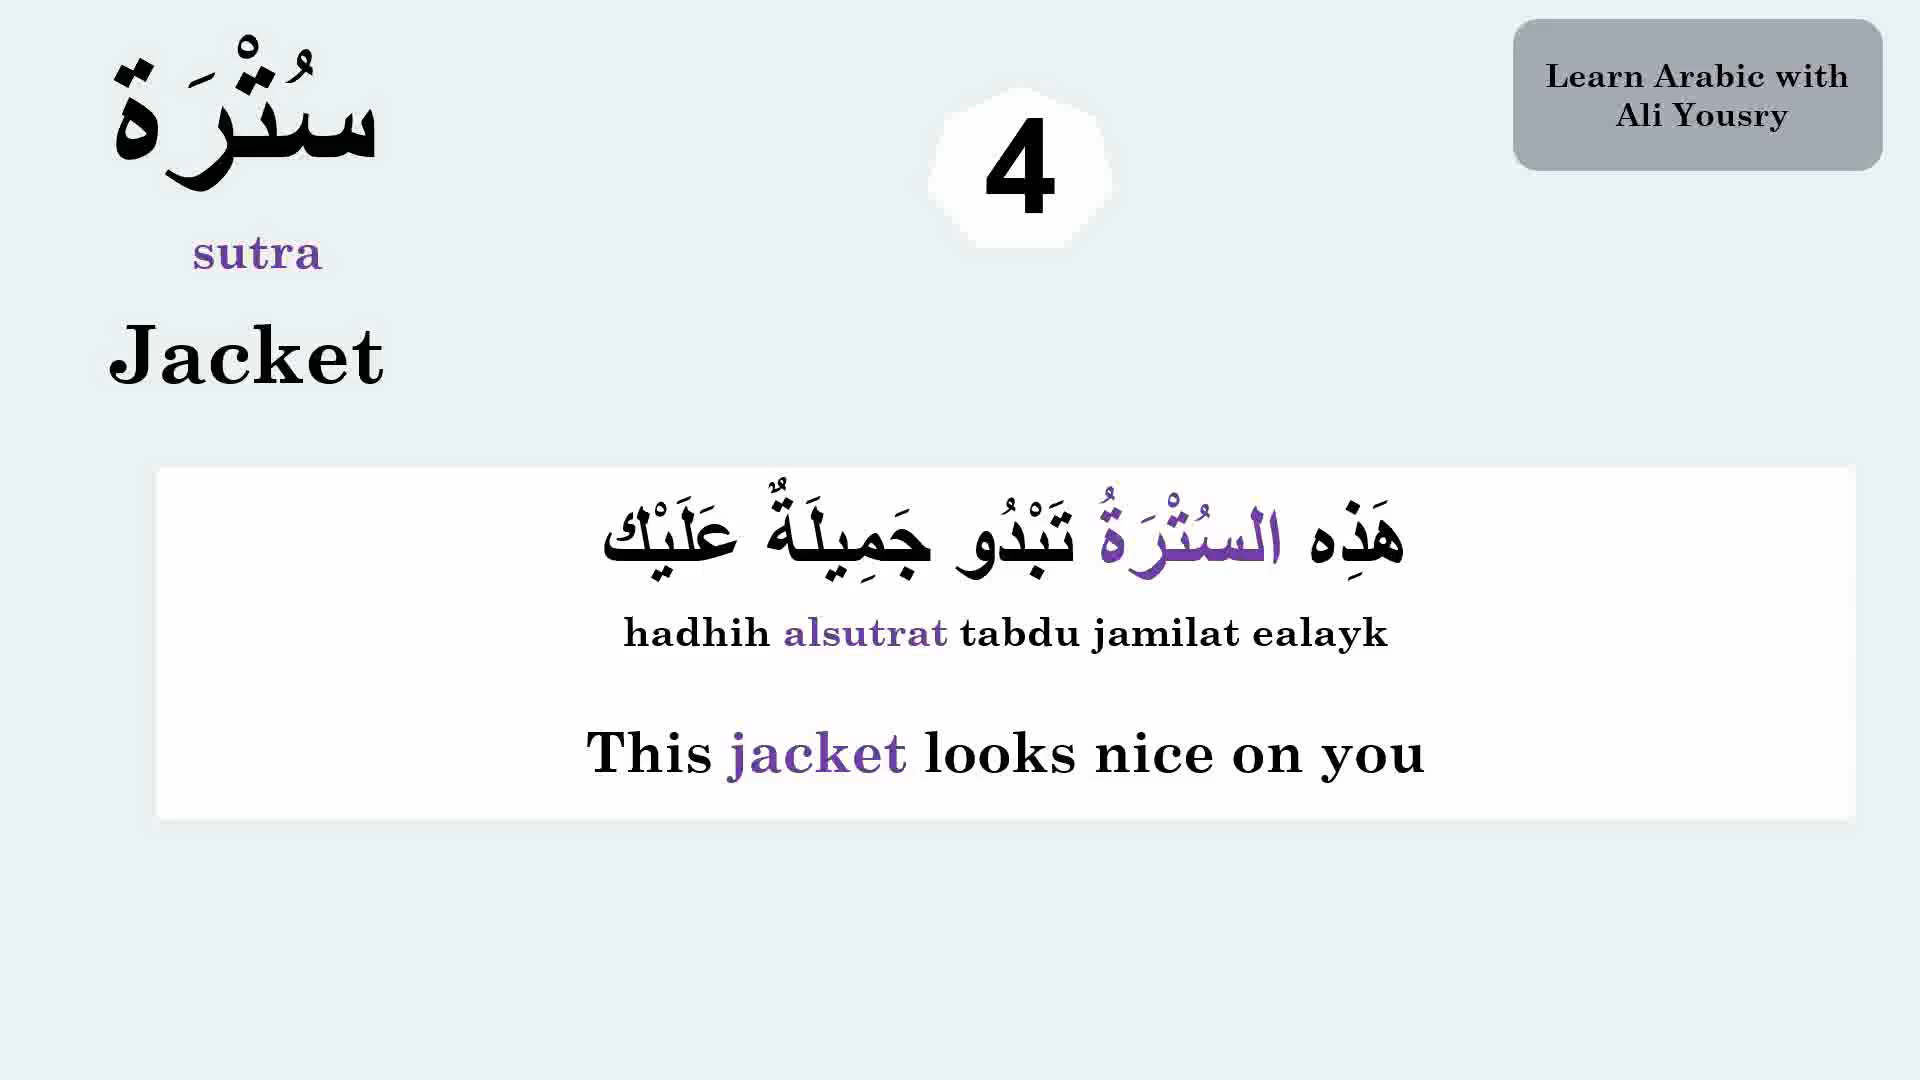 سُتْرَة
sutra
Jacket
4
Learn Arabic with
Ali Yousry
هَذِه السُتْرَةُ تَبْدُو جَمِيلَةٌ عَلَيْك
hadhih alsutrat tabdu jamilat ealayk
This jacket looks nice on you